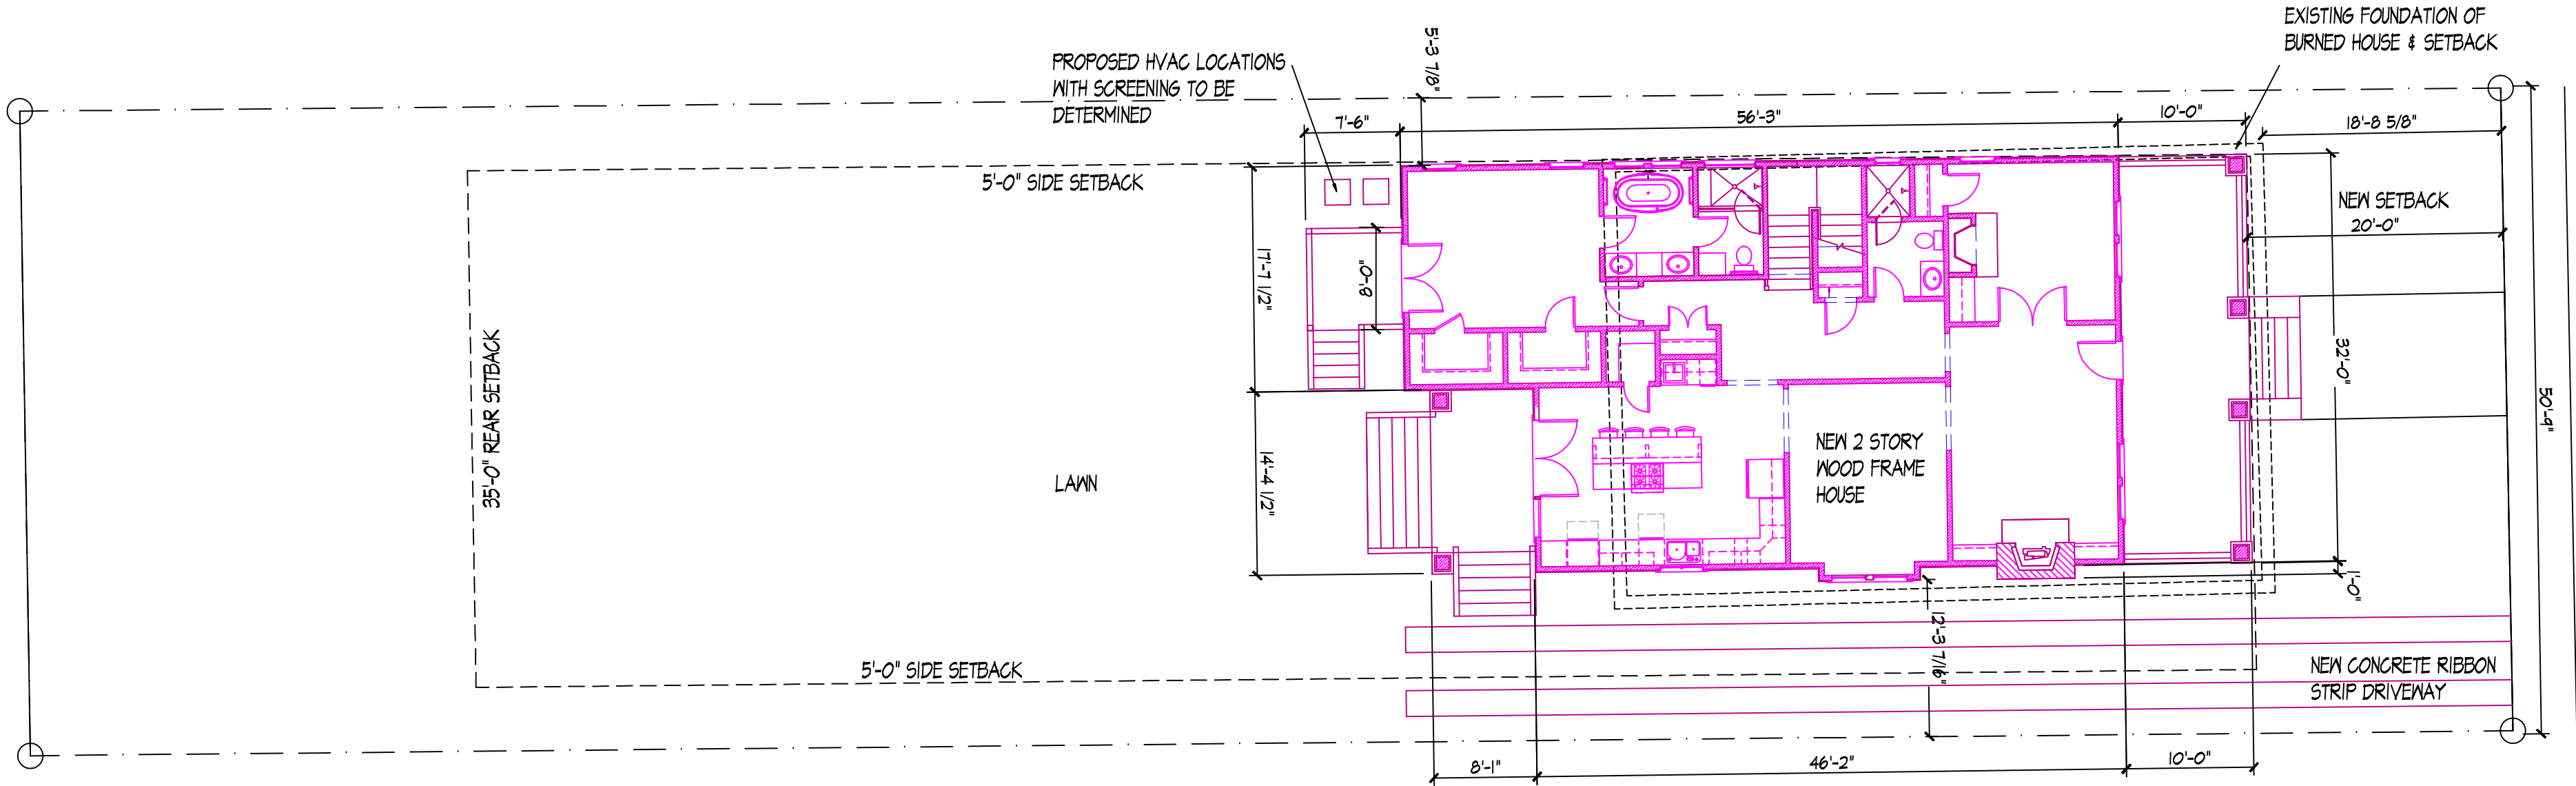 EXISTING FOUNDATION OF
BURNED HOUSE & SETBACK
PROPOSED HVAC LOCATIONS
WITH SCREENING TO BE
DETERMINED
5'-3 7/8"
7'-6"
56'-3"
10'-0"
18'-8 5/8"
5'-0" SIDE SETBACK
NEW SETBACK
20'-0"
17'-7 1/2"
8'-0"
35'-0" REAR SETBACK
32'-0"
50'-9"
LAWN
14'-4 1/2"
NEW 2 STORY
WOOD FRAME
HOUSE
1'-0"
12'-3 7/16"
5'-0" SIDE SETBACK
NEW CONCRETE RIBBON
STRIP DRIVEWAY
8'-1"
46'-2"
10'-0"